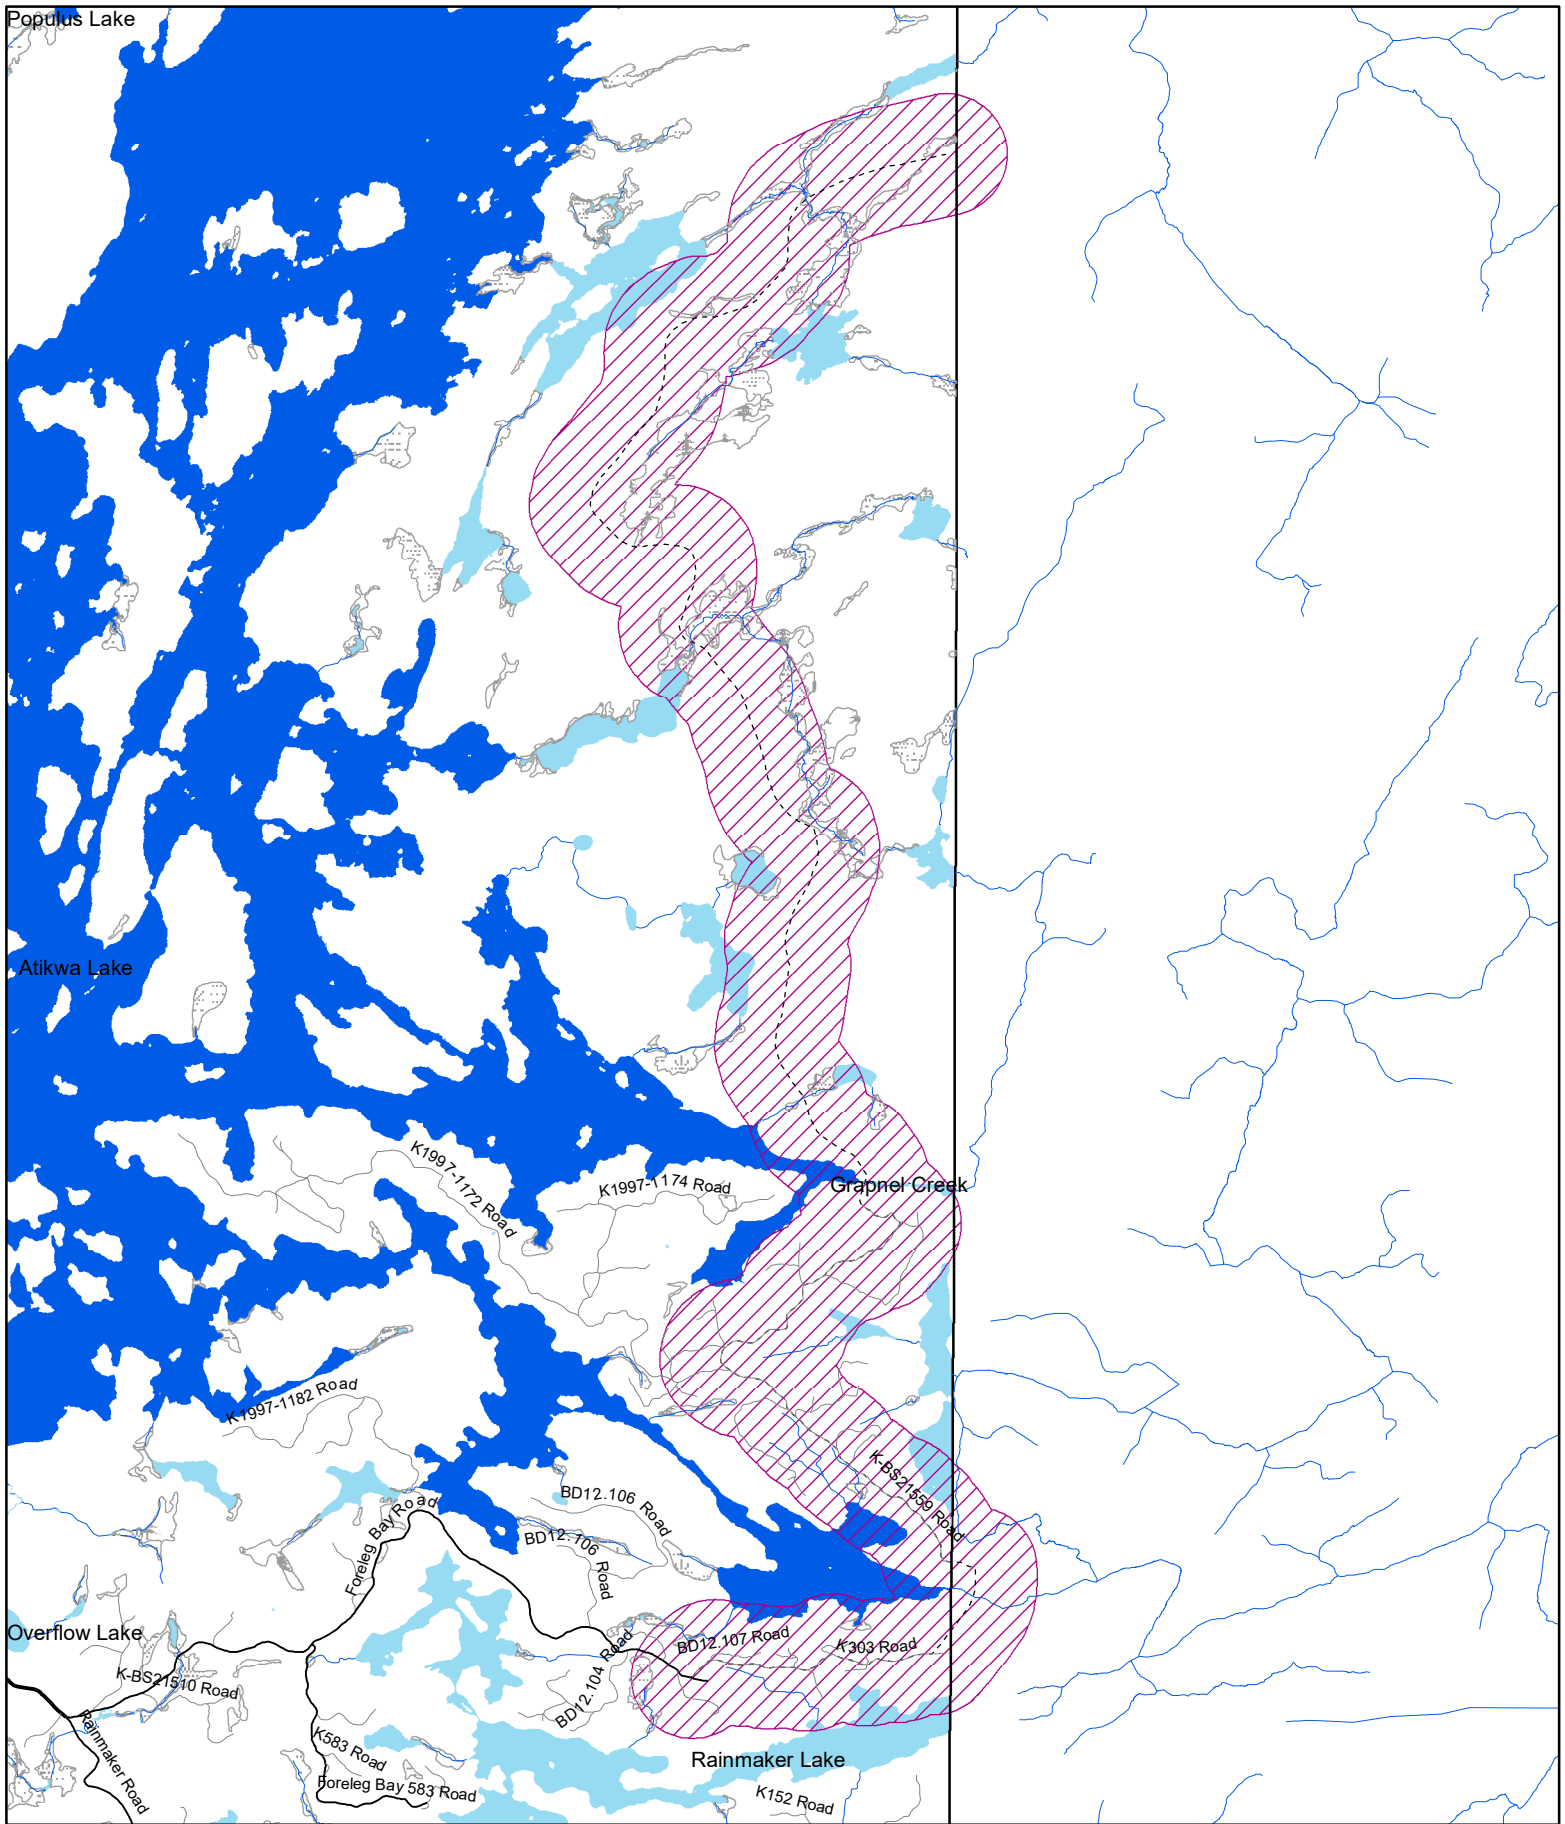 Populus Lake
Atikwa Lake
K1997-1172 Road
K1997-1174 Road
Grapnel Creek
K1997-1182 Road
K-BS21559 Road
BD12.106 Road
Foreleg Bay Road
BD12.706 Road
Overflow Lake
BD12.107 Road
K303 Road
BD12.104 Road
K-BS21510 Road
Rainmaker Road
K583 Road
Rainmaker Lake
Foreleg Bay 583 Road
K152 Road